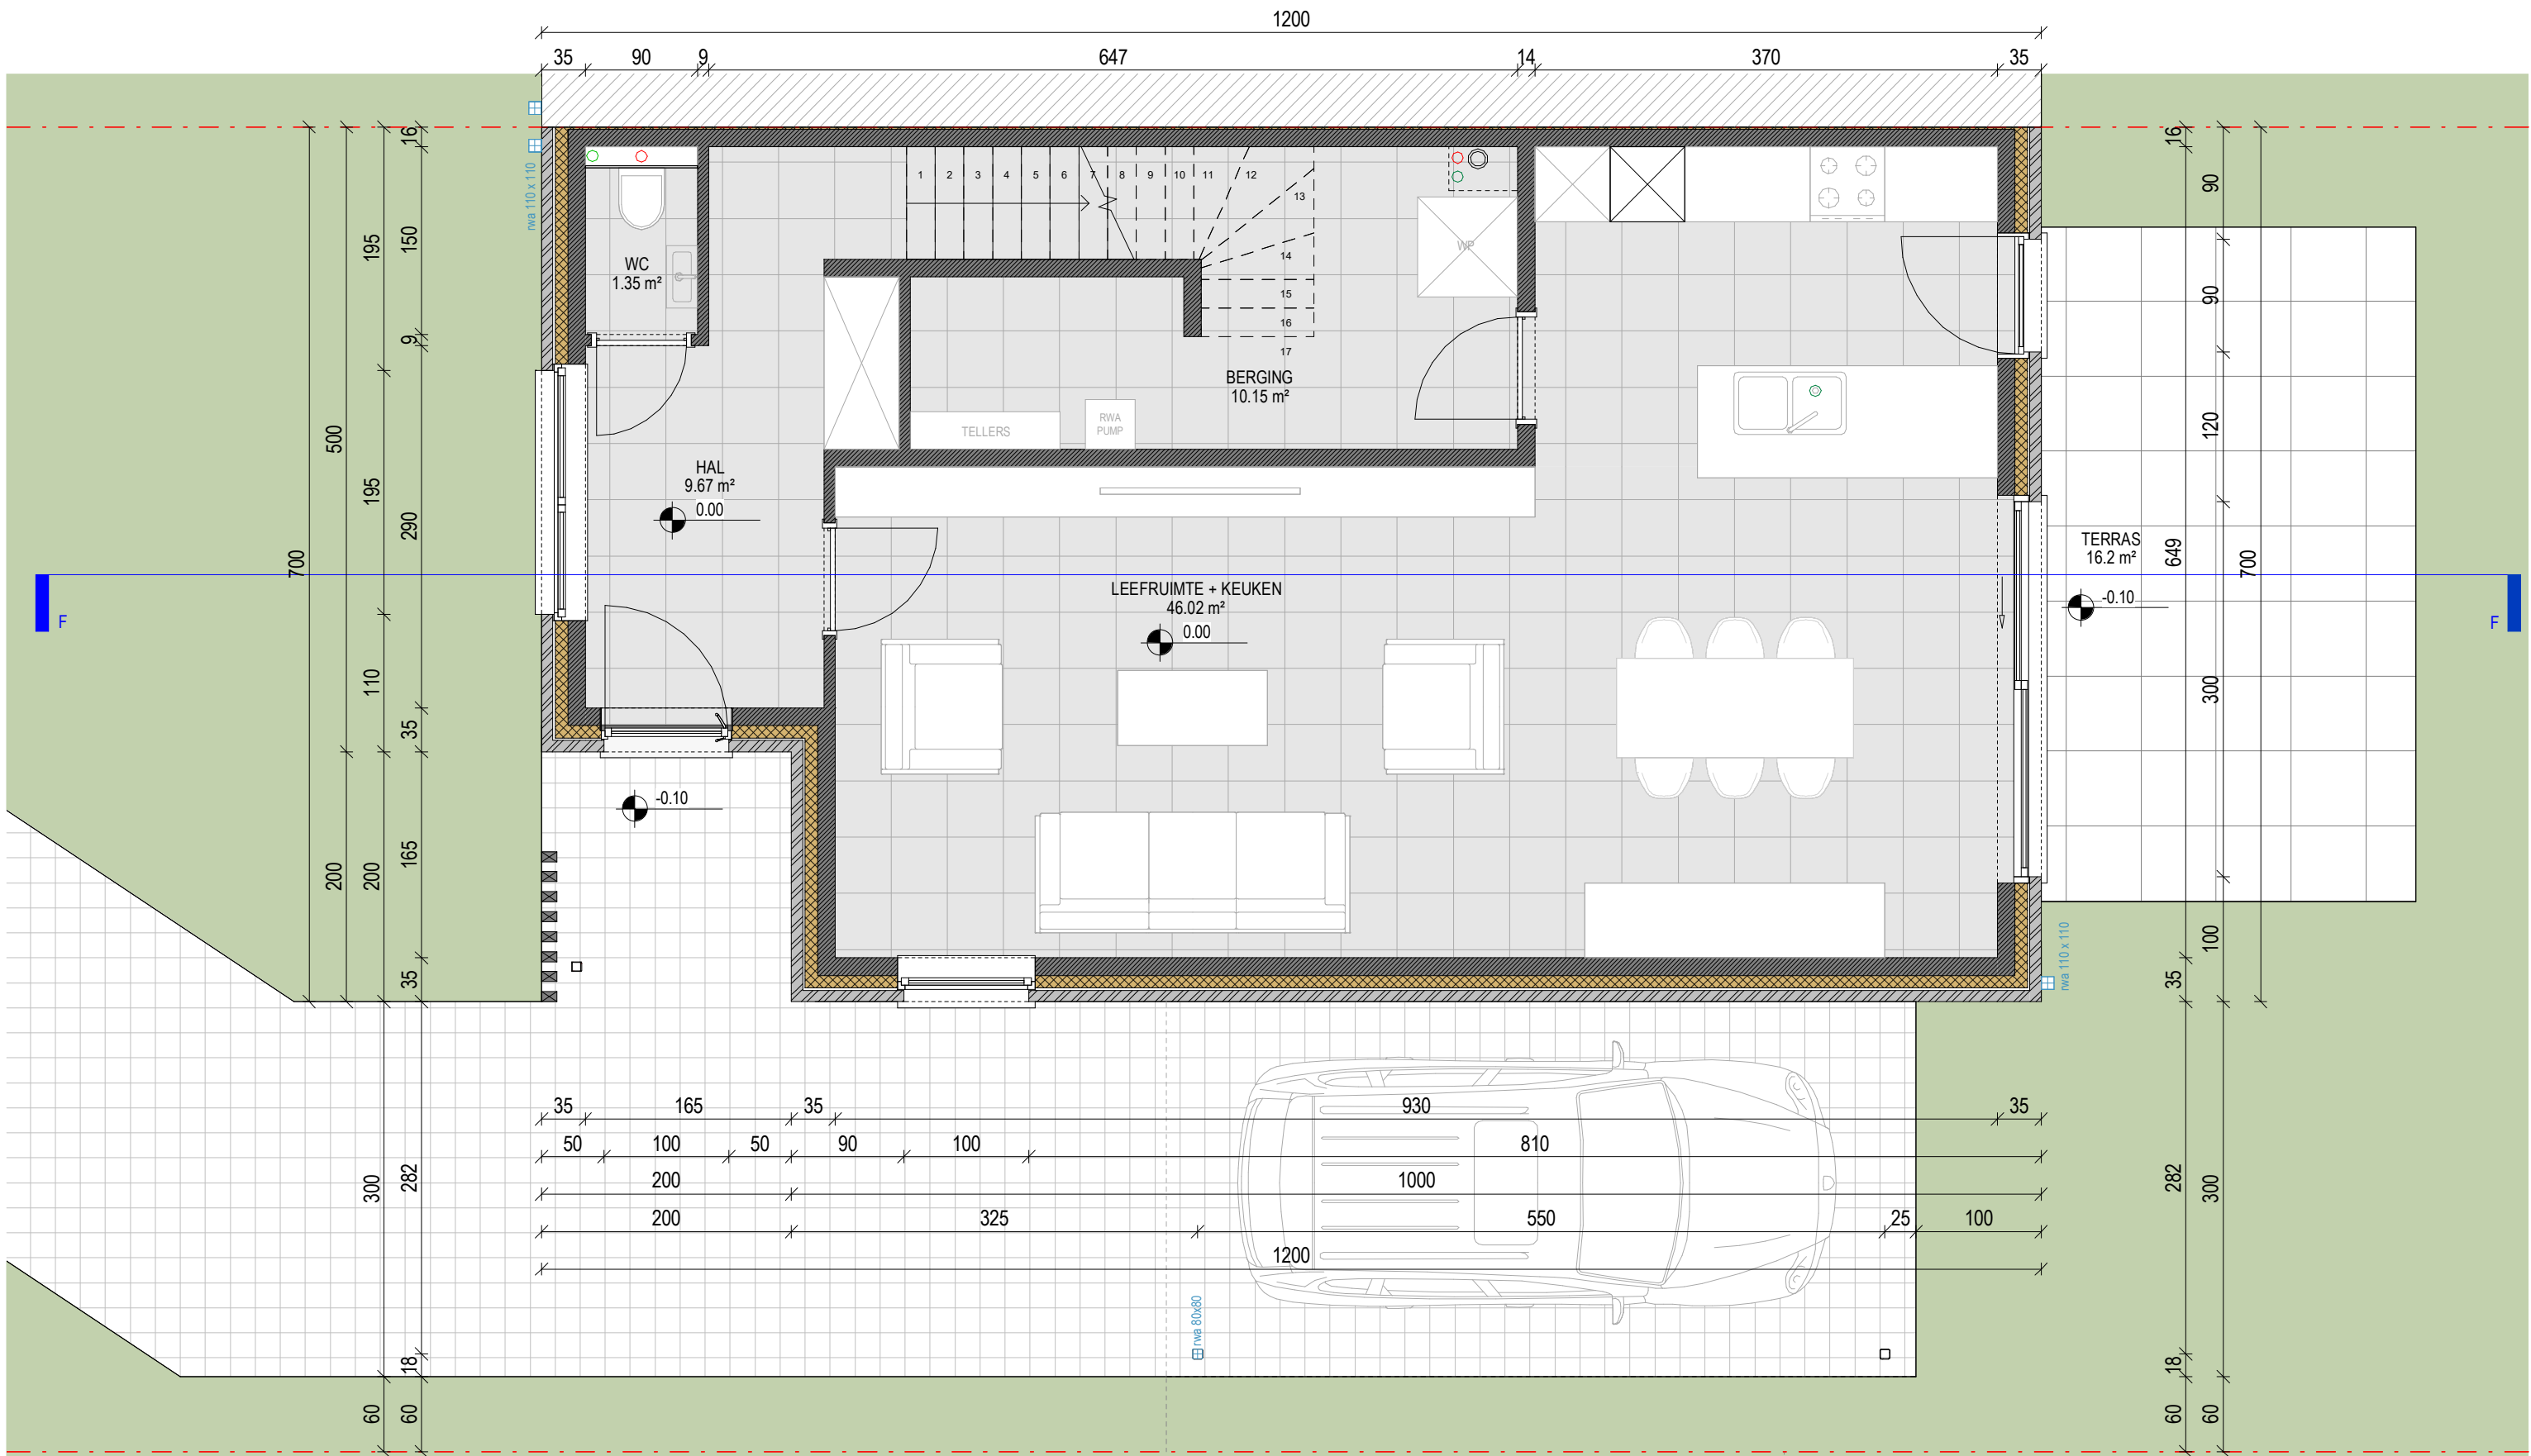 1200
35 90 9 647 14 370 35
rwa 110 x 110
16
150
9
290
35
165
35
282
18
60
195
195
110
200
300
60
500
200
700
WC
1.35 m²
1 2 3 4 5 6 7 8 9 10 11 12
13
14
15
16
17
WP
BERGING
10.15 m²
TELLERS
RWA
PUMP
HAL
9.67 m²
0.00
LEEFRUIMTE + KEUKEN
46.02 m²
0.00
TERRAS
16.2 m²
-0.10
-0.10
F
F
16
649
35
282
18
60
90
90
120
300
100
300
60
700
rwa 110 x 110
35 165 35 930 35
50 100 50 90 100 810
200 1000
200 325 550 25 100
1200
rwa 80x80